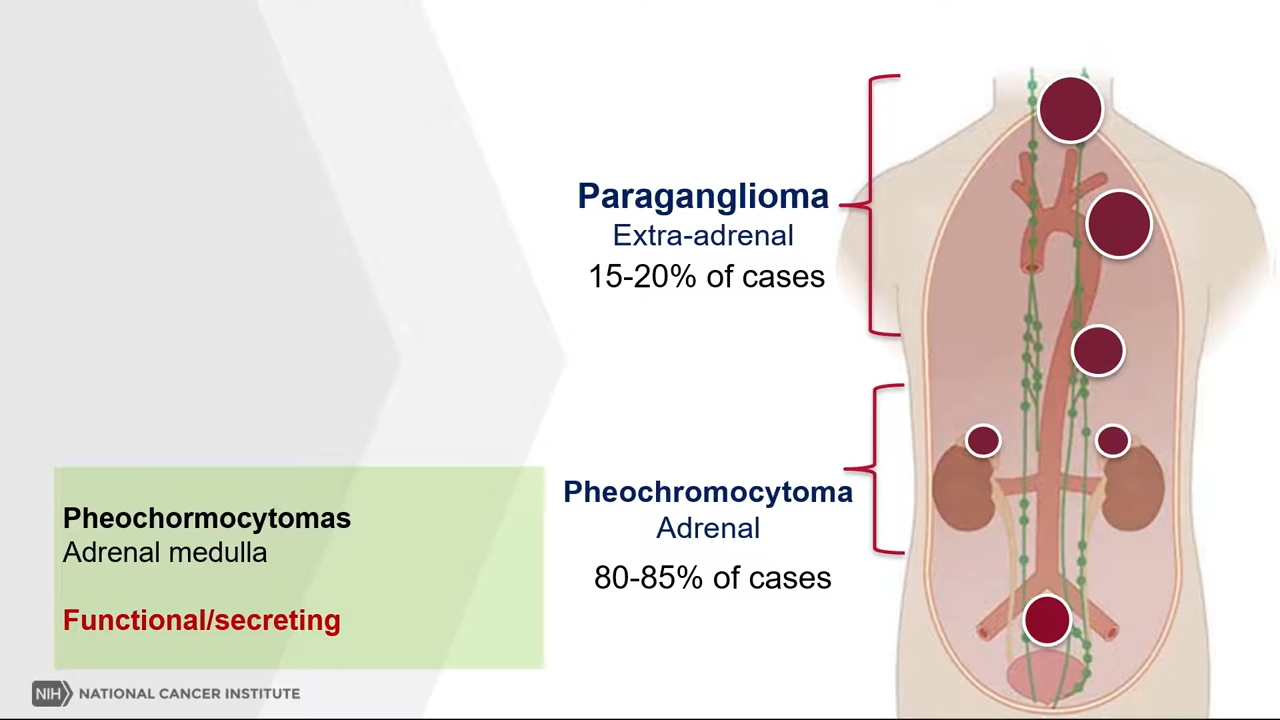 Paraganglioma
Extra-adrenal
15-20% of cases
Pheochromocytoma
Adrenal
80-85% of cases
Pheochormocytomas
Adrenal medulla
Functional/secreting
NIH NATIONAL CANCER INSTITUTE